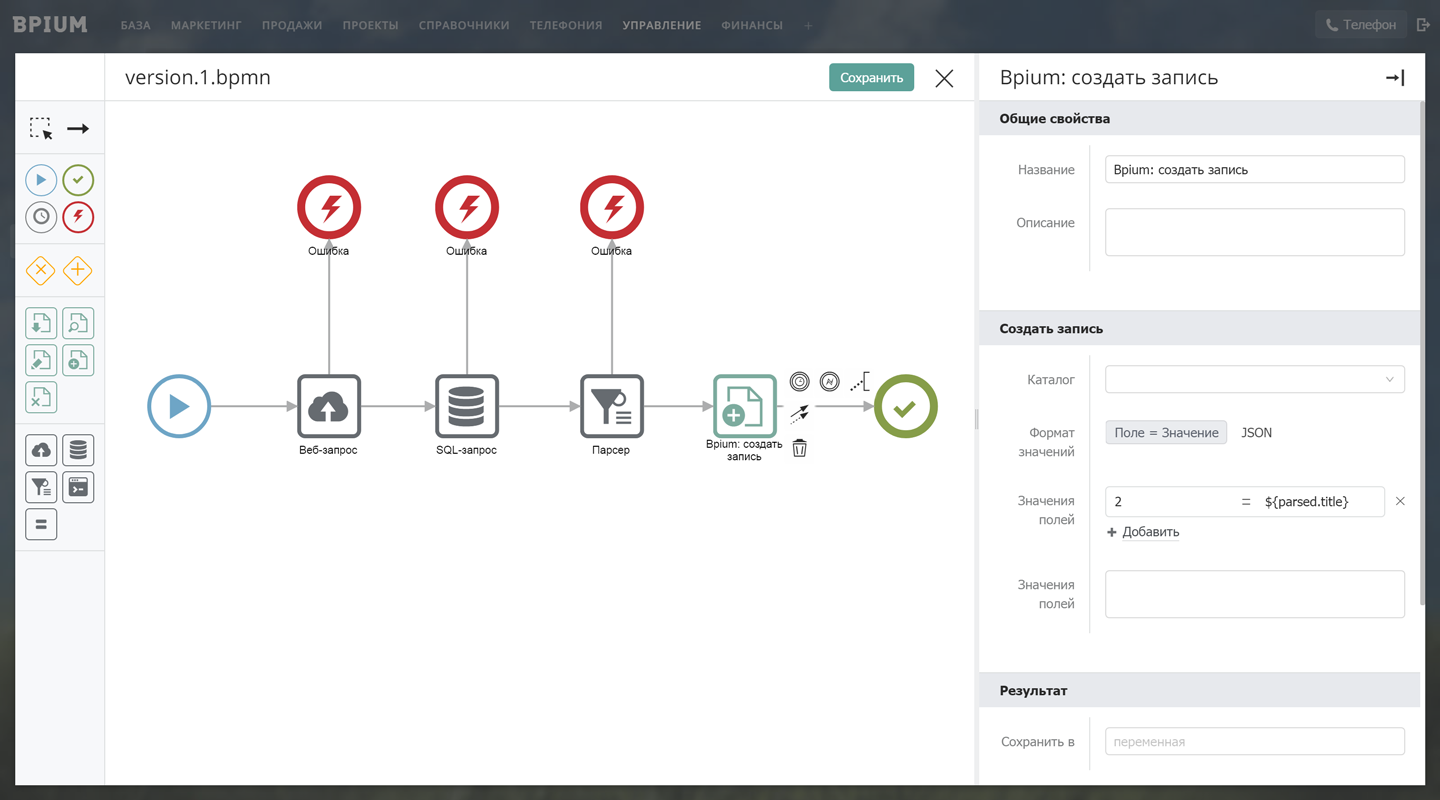 BPIUM
БАЗА
МАРКЕТИНГ
ПРОДАЖИ
ПРОЕКТЫ
СПРАВОЧНИКИ
ТЕЛЕФОНИЯ
УПРАВЛЕНИЕ
ФИНАНСЫ
+
Телефон
version.1.bpmn
Сохранить
Ошибка
Ошибка
Ошибка
Веб-запрос
SQL-запрос
Парсер
Bpium: создать
запись
Bpium: создать запись
Общие свойства
Название
Bpium: создать запись
Описание
Создать запись
Каталог
Формат
значений
Поле = Значение
JSON
Значения
полей
2 = ${parsed.title}
+ Добавить
Значения
полей
Результат
Сохранить в
переменная